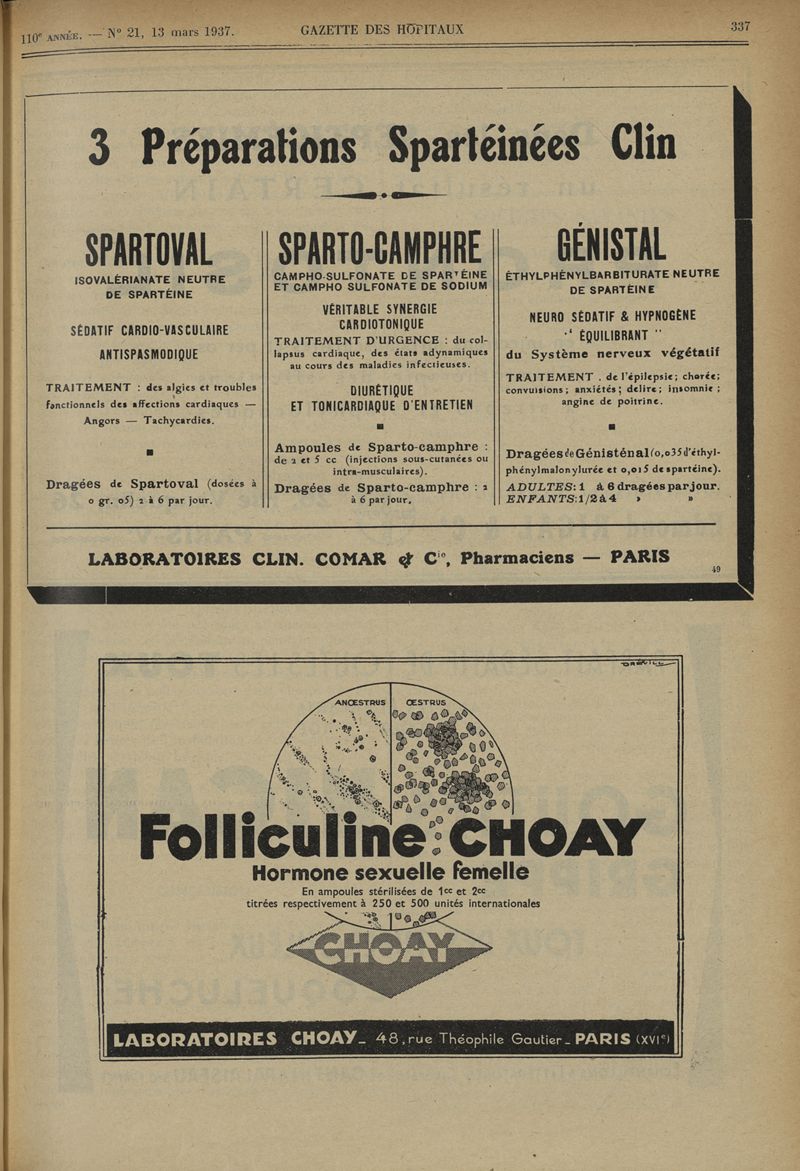 110e ANNÉE. — N° 21, 13 mars 1937.
GAZETTE DES HÔPITAUX
337
3 Préparations Spartéinées Clin
SPARTOVAL
ISOVALÉRIANATE NEUTRE
DE SPARTÉINE
SÉDATIF CARDIO-VASCULAIRE
ANTISPASMODIQUE
TRAITEMENT : des algies et troubles
fonctionnels des affections cardiaques —
Angors — Tachycardies.
Dragées de Spartoval (dosées à
0 gr. 05) 2 à 6 par jour.
SPARTO-CAMPHRE
CAMPHO-SULFONATE DE SPARTÉINE
ET CAMPHO SULFONATE DE SODIUM
VÉRITABLE SYNERGIE
CARDIOTONIQUE
TRAITEMENT D'URGENCE : du col-
lapsus cardiaque, des états adynamiques
au cours des maladies infectieuses.
DIURÉTIQUE
ET TONICARDIAQUE D'ENTRETIEN
Ampoules de Sparto-camphre :
de 2 et 5 cc (injections sous-cutanées ou
intra-musculaires).
Dragées de Sparto-camphre : 2
à 6 par jour.
GÉNISTAL
ÉTHYLPHÉNYLBARBITURATE NEUTRE
DE SPARTÉINE
NEURO SÉDATIF & HYPNOGÈNE
“ ÉQUILIBRANT ”
du Système nerveux végétatif
TRAITEMENT . de l'épilepsie; chorée;
convulsions; anxiétés; délire; insomnie ;
angine de poitrine.
Dragées de Génisténal (0,035 d'éthyl-
phénylmalonylurée et 0,015 de spartéine).
ADULTES: 1 à 6 dragées par jour.
ENFANTS: 1/2 à 4 » »
LABORATOIRES CLIN. COMAR & Cie, Pharmaciens — PARIS
49
ANŒSTRUS
ŒSTRUS
Folliculine CHOAY
Hormone sexuelle femelle
En ampoules stérilisées de 1cc et 2cc
titrées respectivement à 250 et 500 unités internationales
CHOAY
LABORATOIRES CHOAY_ 48, rue Théophile Gautier_ PARIS (XVIe)